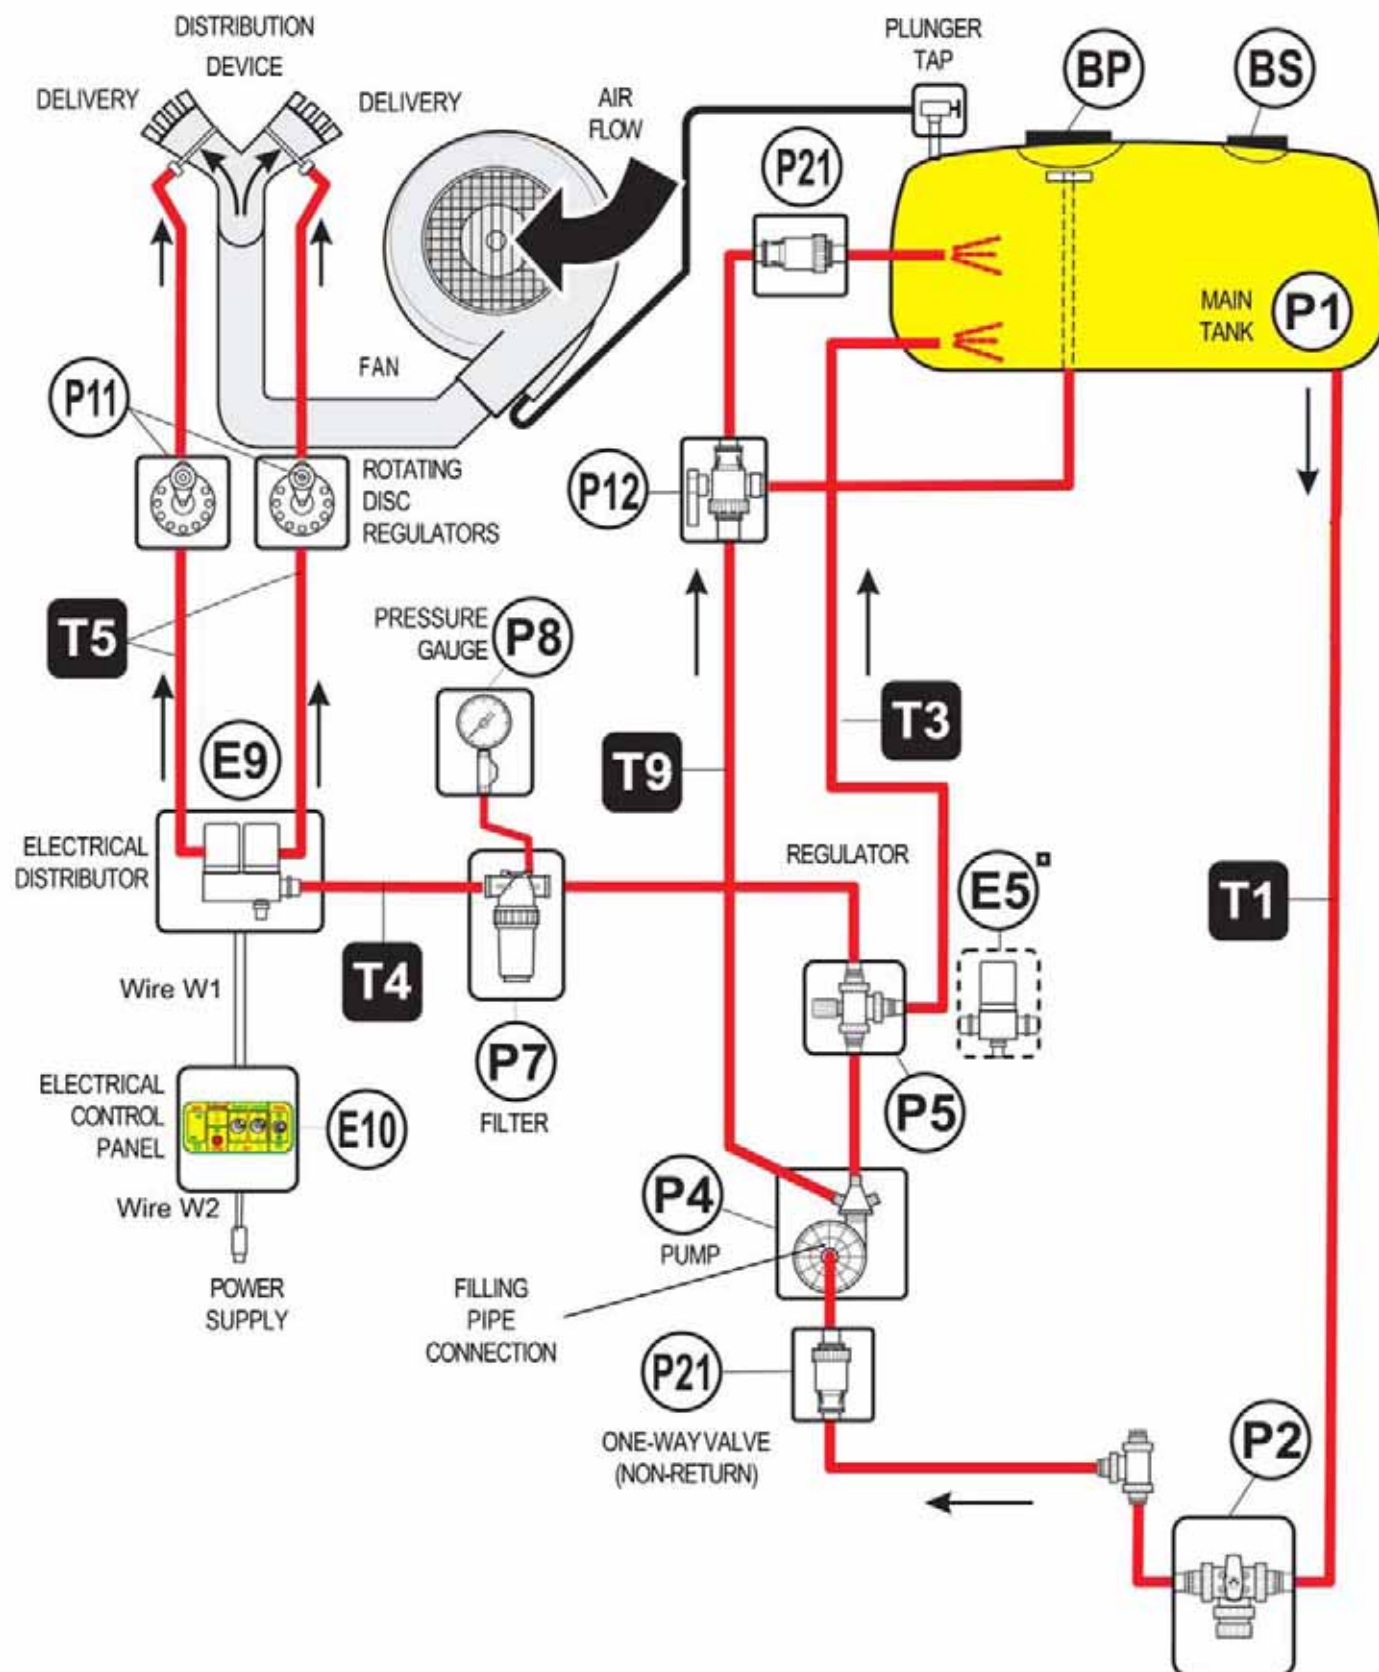 DISTRIBUTION
DEVICE
DELIVERY
DELIVERY
AIR
FLOW
PLUNGER
TAP
BP
BS
P21
MAIN
TANK
P1
FAN
P11
ROTATING
DISC
REGULATORS
P12
T5
PRESSURE
GAUGE
P8
T3
E9
T9
ELECTRICAL
DISTRIBUTOR
REGULATOR
E5
T1
T4
Wire W1
P7
FILTER
P5
ELECTRICAL
CONTROL
PANEL
E10
P4
PUMP
Wire W2
POWER
SUPPLY
FILLING
PIPE
CONNECTION
P21
ONE-WAY VALVE
(NON-RETURN)
P2